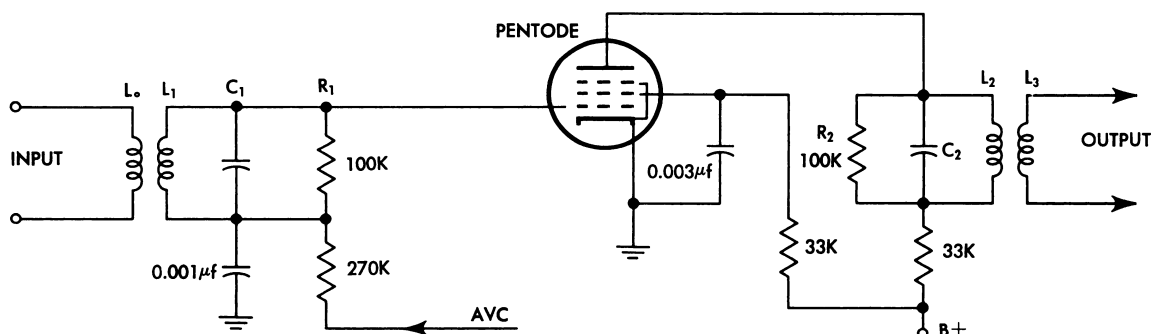 PENTODE
L₀
L₁
C₁
R₁
INPUT
100K
0.001μf
270K
AVC
0.003μf
33K
R₂
100K
C₂
33K
B+
L₂
L₃
OUTPUT